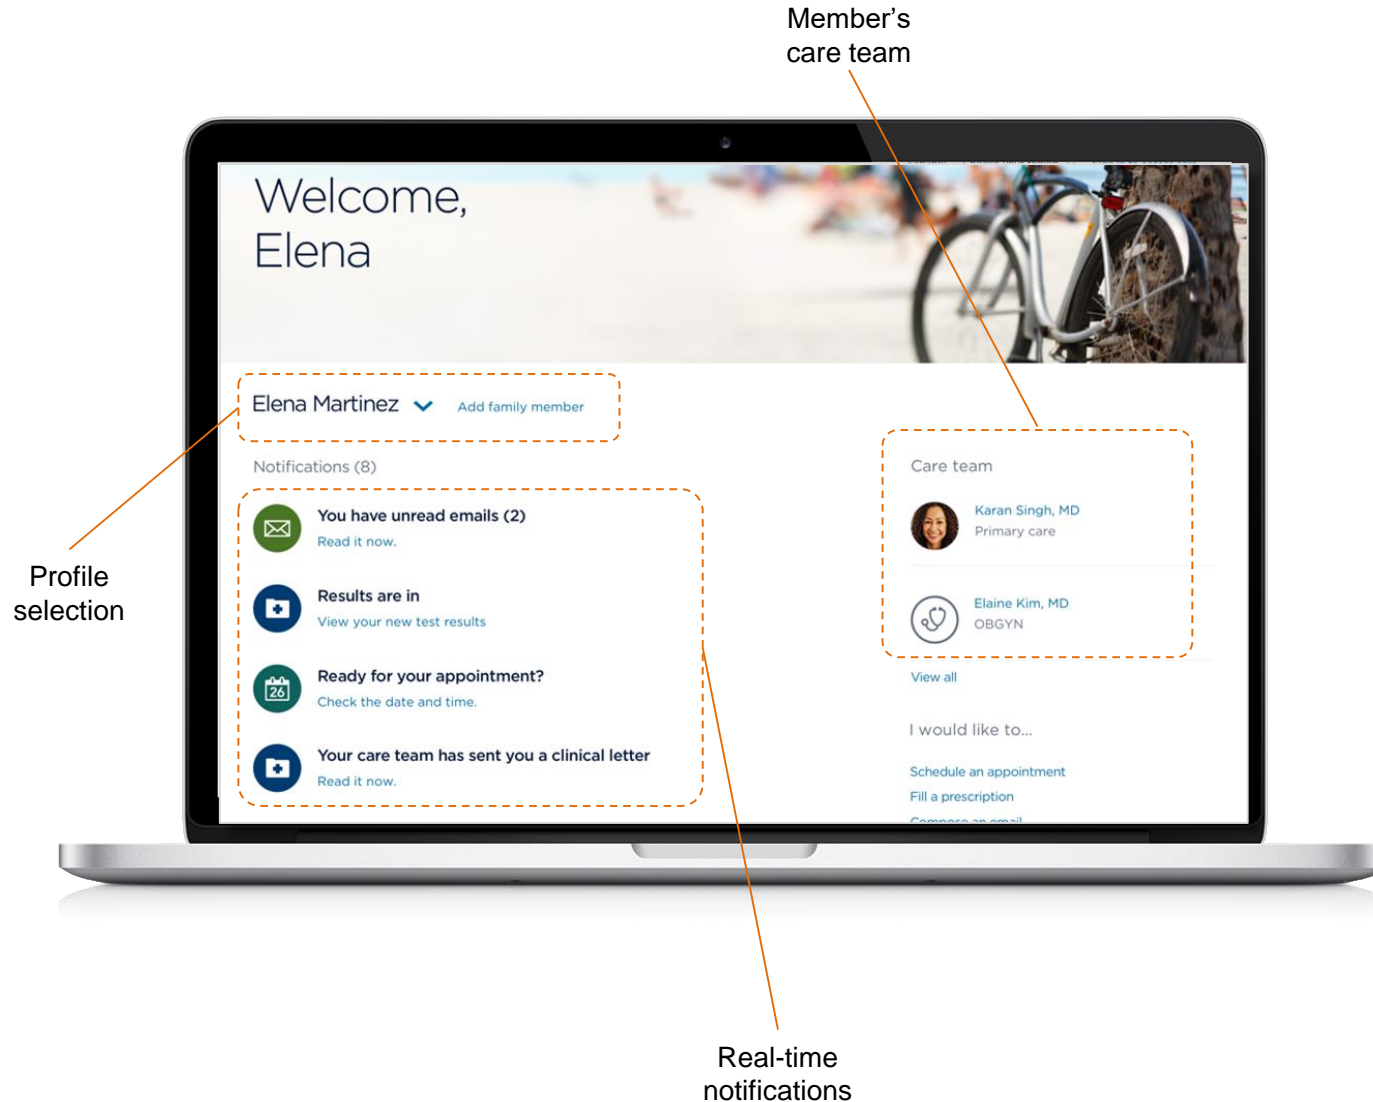 Member’s
care team
Welcome,
Elena
Elena Martinez
Add family member
Notifications (8)
You have unread emails (2)
Read it now.
Results are in
View your new test results
Ready for your appointment?
26
Check the date and time.
Your care team has sent you a clinical letter
Read it now.
Care team
Karan Singh, MD
Primary care
Elaine Kim, MD
OBGYN
View all
I would like to...
Schedule an appointment
Fill a prescription
Compose an email
Profile
selection
Real-time
notifications